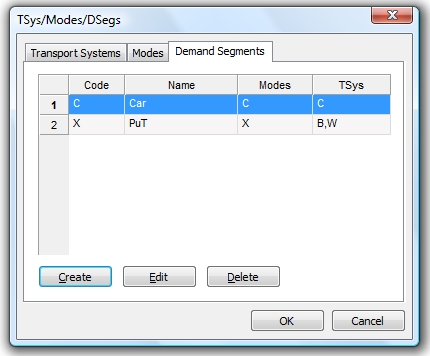 TSys/Modes/DSegs
Transport Systems Modes Demand Segments
Code Name Modes TSys
1 C Car C C
2 X PuT X B,W
Create Edit Delete
OK Cancel